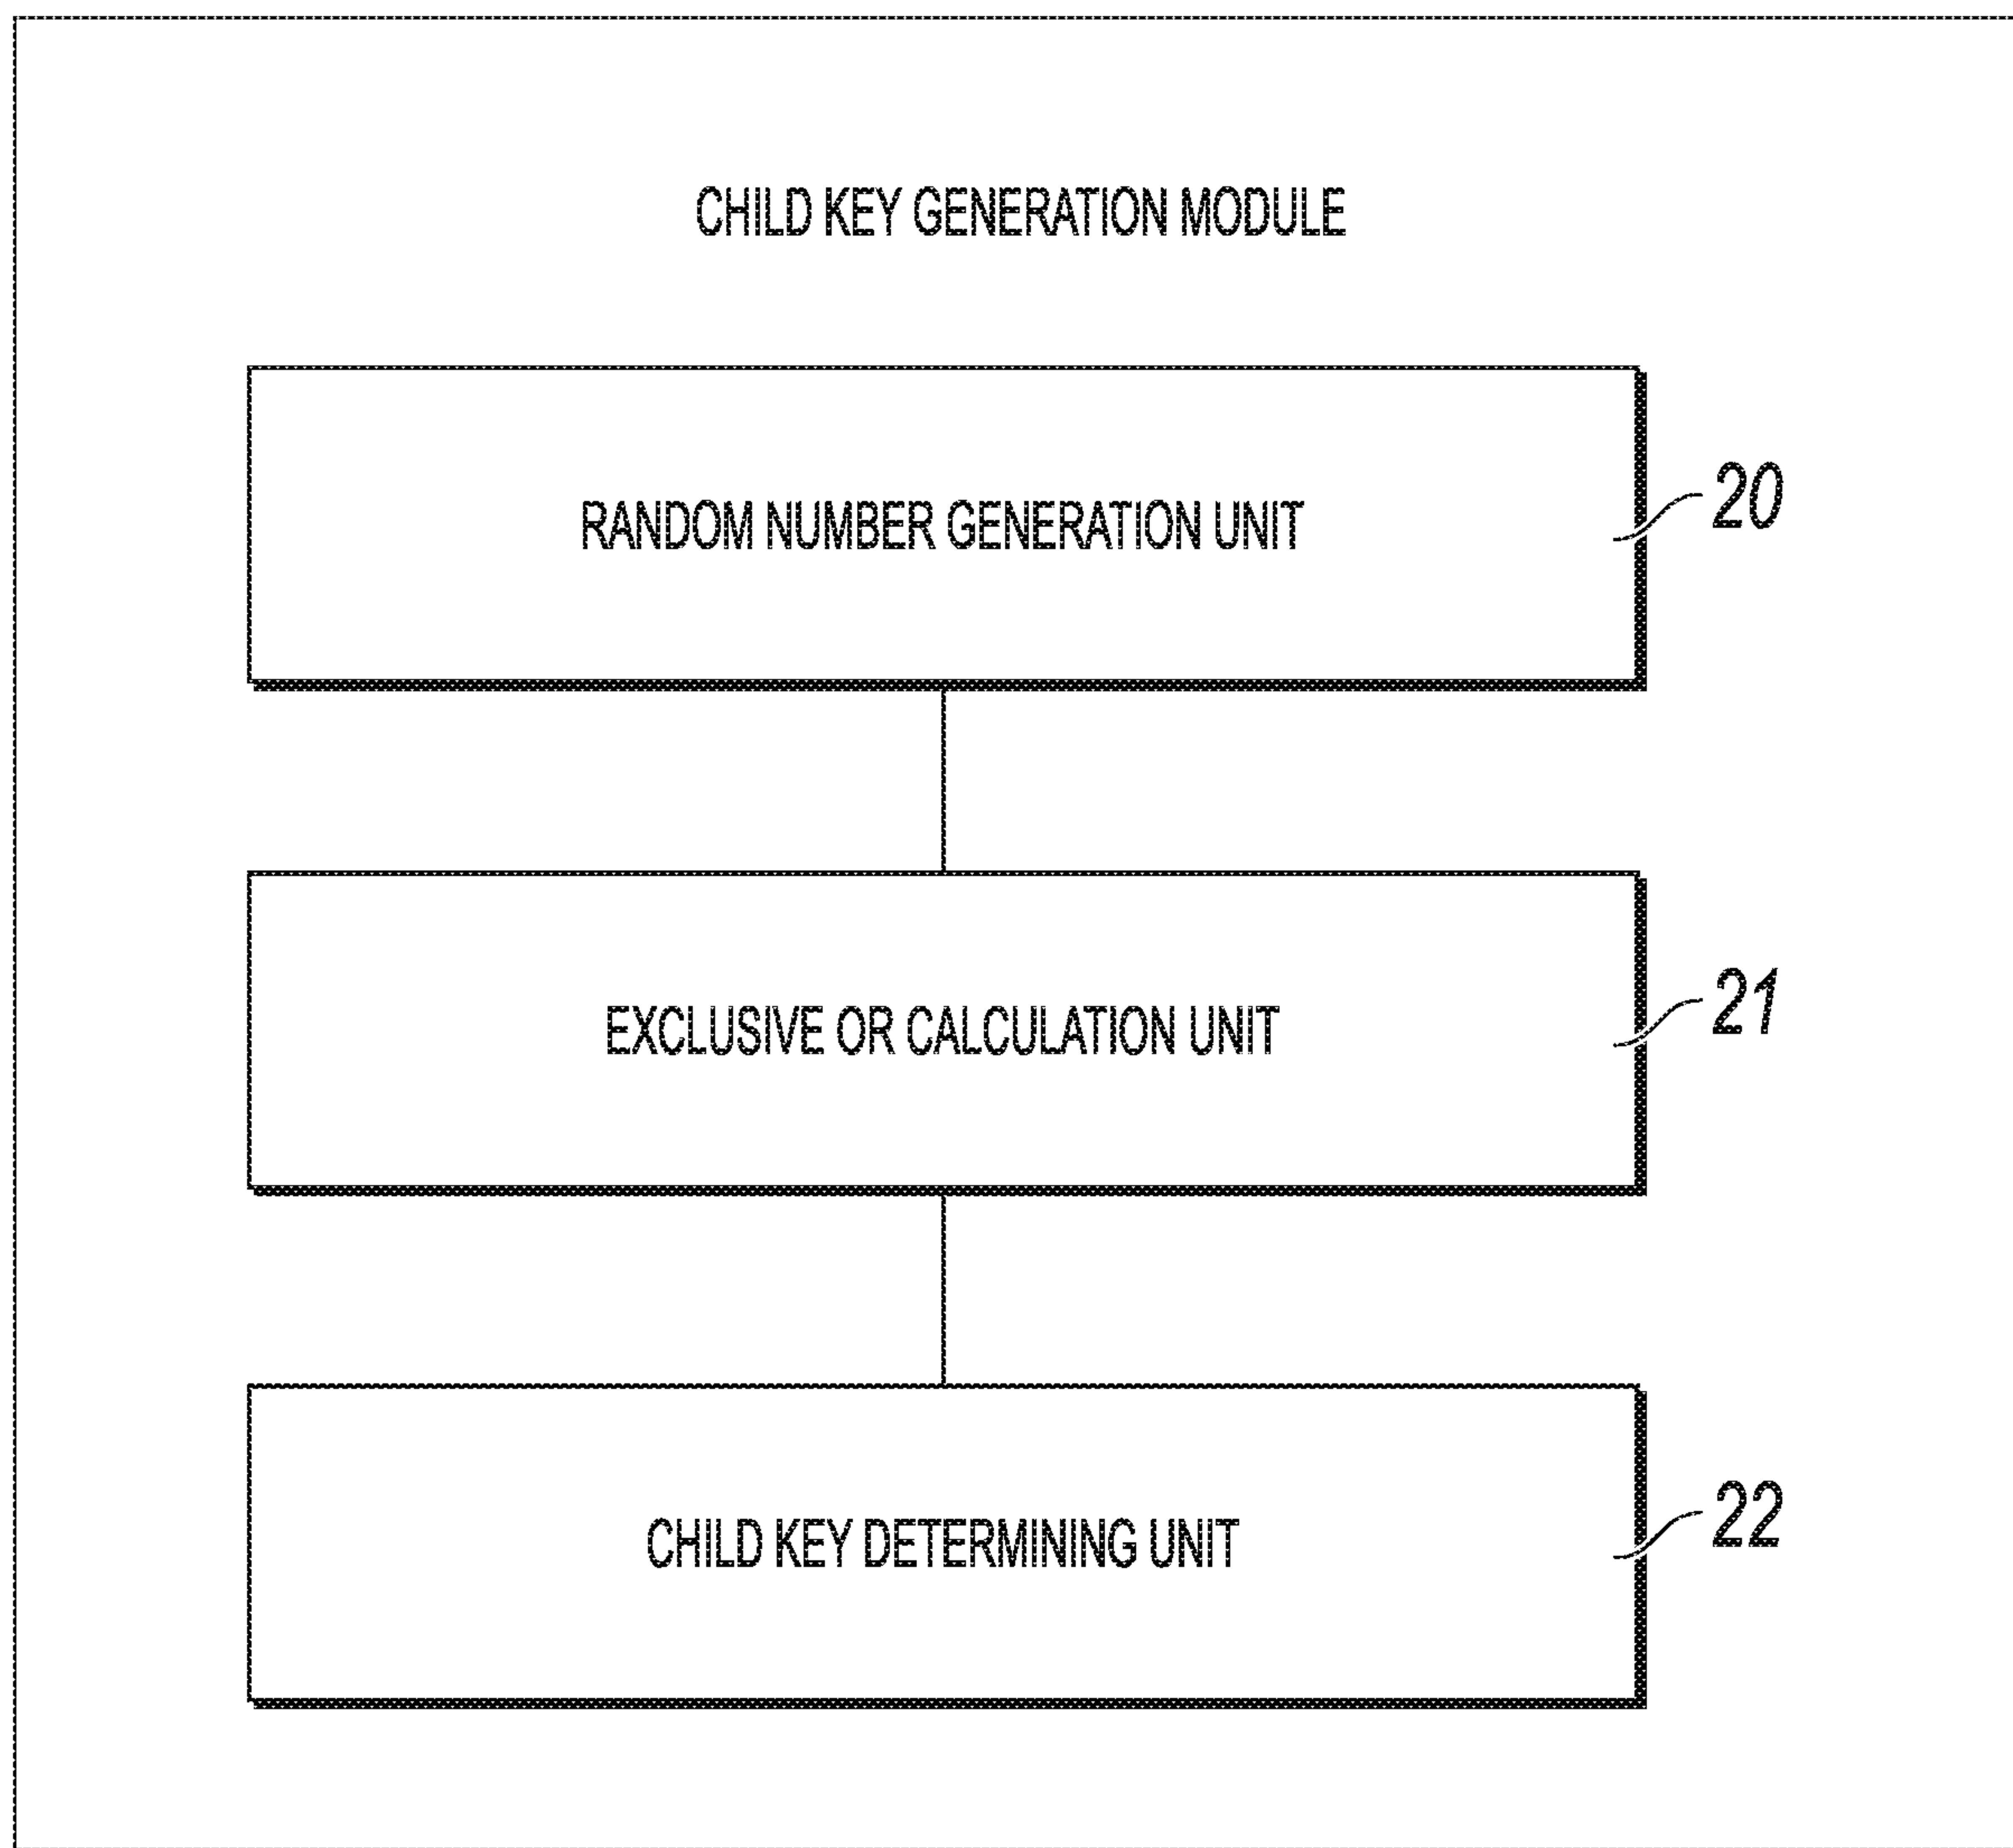 CHILD KEY GENERATION MODULE
RANDOM NUMBER GENERATION UNIT
20
EXCLUSIVE OR CALCULATION UNIT
21
CHILD KEY DETERMINING UNIT
22